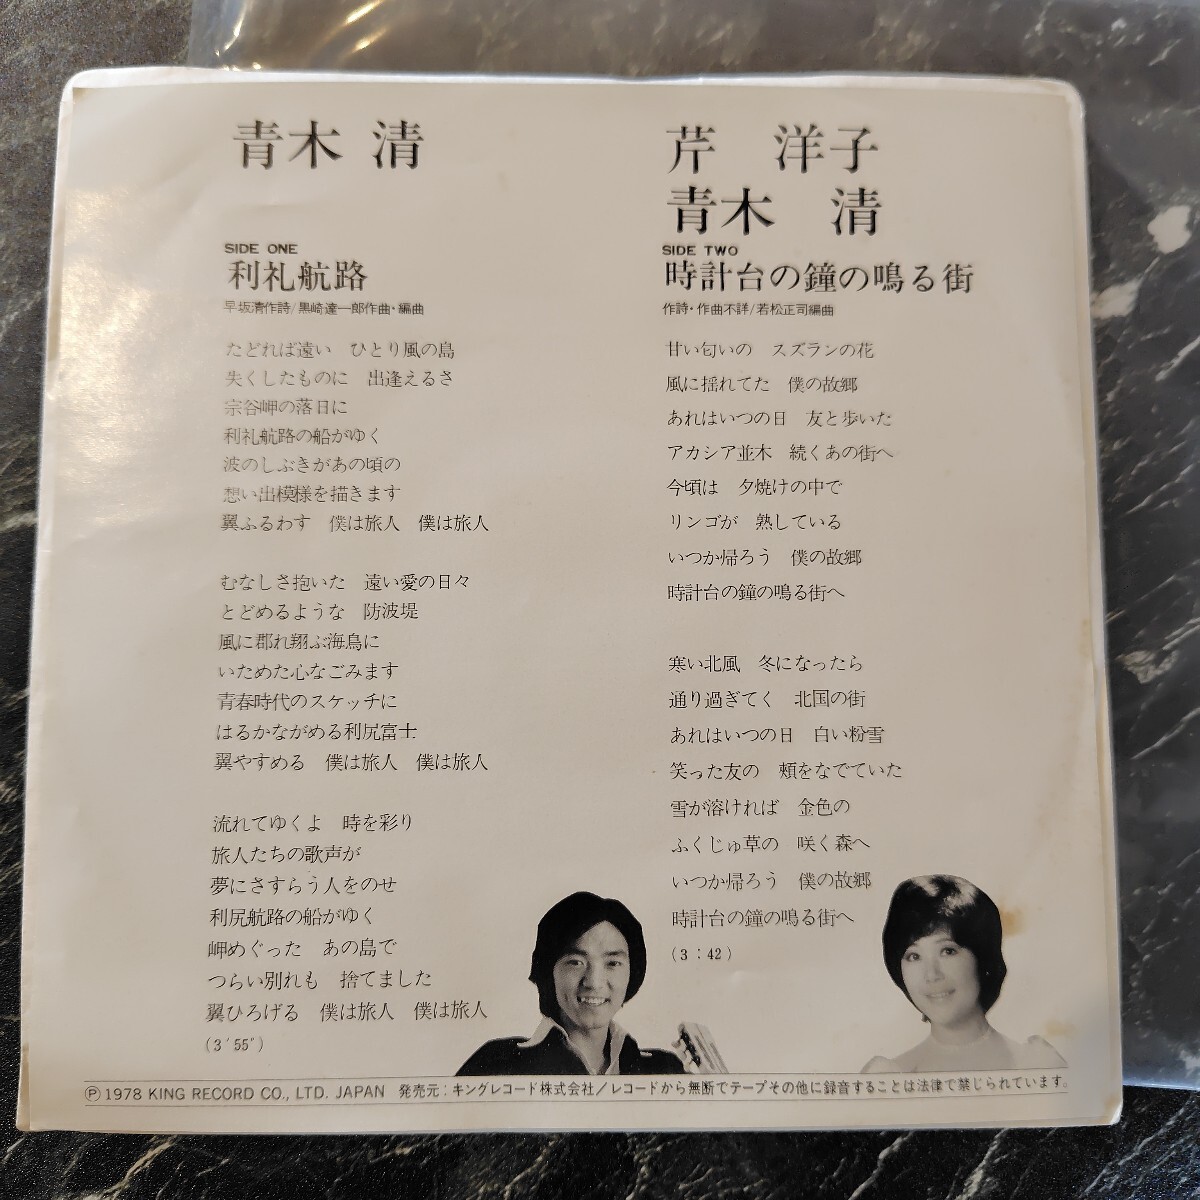 青木 清
SIDE ONE
利礼航路
早坂清作詩/黒崎達一郎作曲・編曲
たどれば遠い ひとり風の島
失くしたものに 出逢えるさ
宗谷岬の落日に
利礼航路の船がゆく
波のしぶきがあの頃の
想い出模様を描きます
翼ふるわす 僕は旅人 僕は旅人
むなしさ抱いた 遠い愛の日々
とどめるような 防波堤
風に郡れ翔ぶ海鳥に
いためた心なごみます
青春時代のスケッチに
はるかながめる利尻富士
翼やすめる 僕は旅人 僕は旅人
流れてゆくよ 時を彩り
旅人たちの歌声が
夢にさすらう人をのせ
利尻航路の船がゆく
岬めぐった あの島で
つらい別れも 捨てました
翼ひろげる 僕は旅人 僕は旅人
(3′55″)
芹 洋子
青木 清
SIDE TWO
時計台の鐘の鳴る街
作詩・作曲不詳/若松正司編曲
甘い匂いの スズランの花
風に揺れてた 僕の故郷
あれはいつの日 友と歩いた
アカシア並木 続くあの街へ
今頃は 夕焼けの中で
リンゴが 熟している
いつか帰ろう 僕の故郷
時計台の鐘の鳴る街へ
寒い北風 冬になったら
通り過ぎてく 北国の街
あれはいつの日 白い粉雪
笑った友の 頬をなでていた
雪が溶ければ 金色の
ふくじゅ草の 咲く森へ
いつか帰ろう 僕の故郷
時計台の鐘の鳴る街へ
(3:42)
Ⓟ1978 KING RECORD CO., LTD. JAPAN 発売元:キングレコード株式会社/レコードから無断でテープその他に録音することは法律で禁じられています。